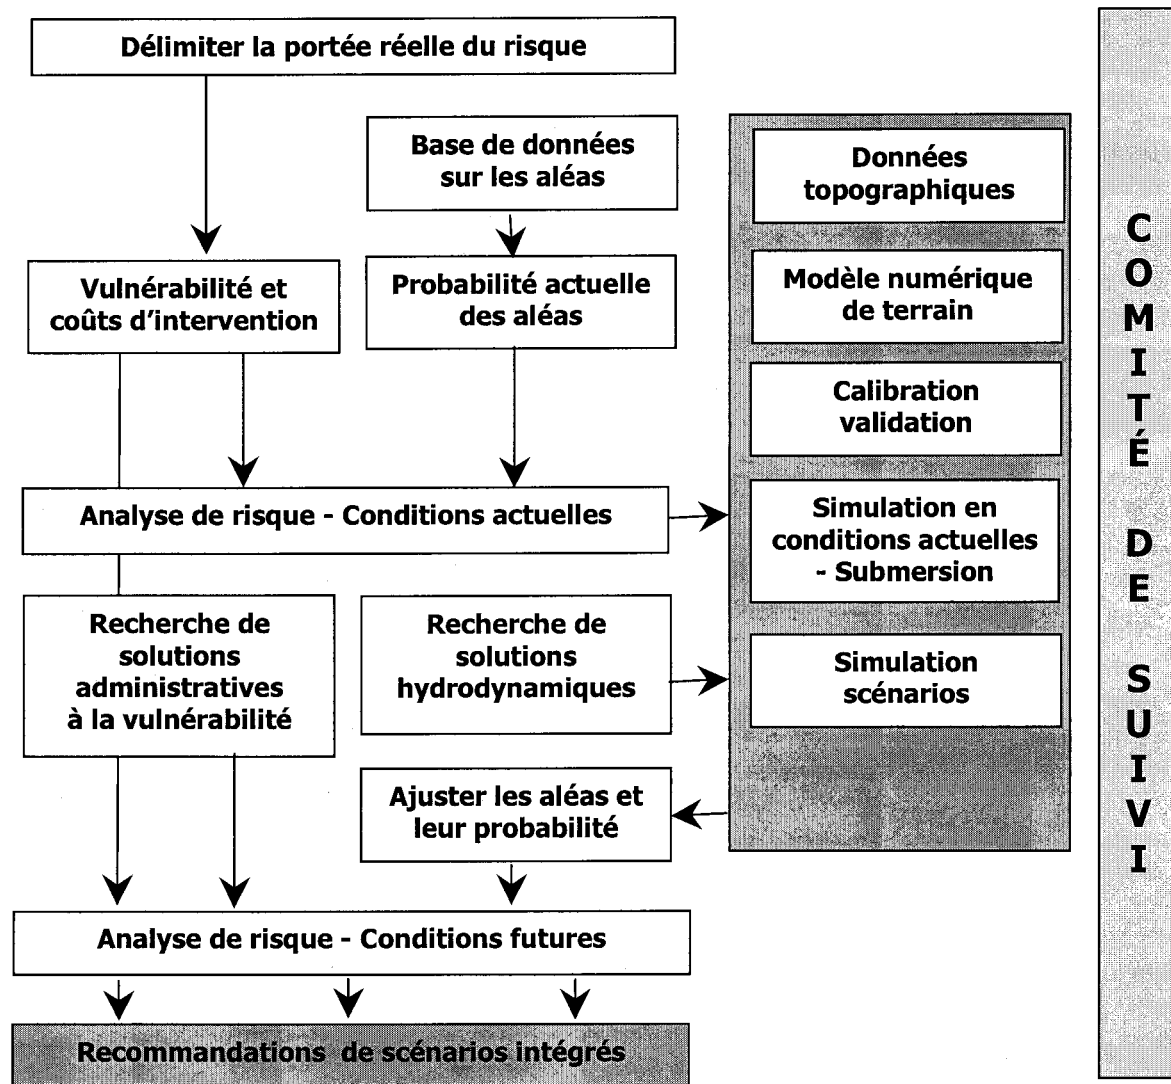 Délimiter la portée réelle du risque
Base de données
sur les aléas
Vulnérabilité et
coûts d'intervention
Probabilité actuelle
des aléas
Analyse de risque - Conditions actuelles
Recherche de
solutions
administratives
à la vulnérabilité
Recherche de
solutions
hydrodynamiques
Ajuster les aléas et
leur probabilité
Analyse de risque - Conditions futures
Recommandations de scénarios intégrés
Données
topographiques
Modèle numérique
de terrain
Calibration
validation
Simulation en
conditions actuelles
- Submersion
Simulation
scénarios
COMITÉ DE SUIVI